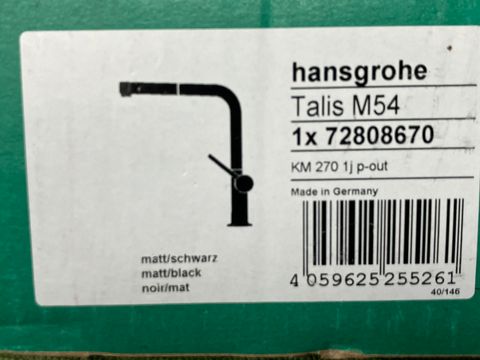 hansgrohe
Talis M54
1x 72808670
KM 270 1j p-out
Made in Germany
matt/schwarz
matt/black
noir/mat
4 059625 255261
40/146